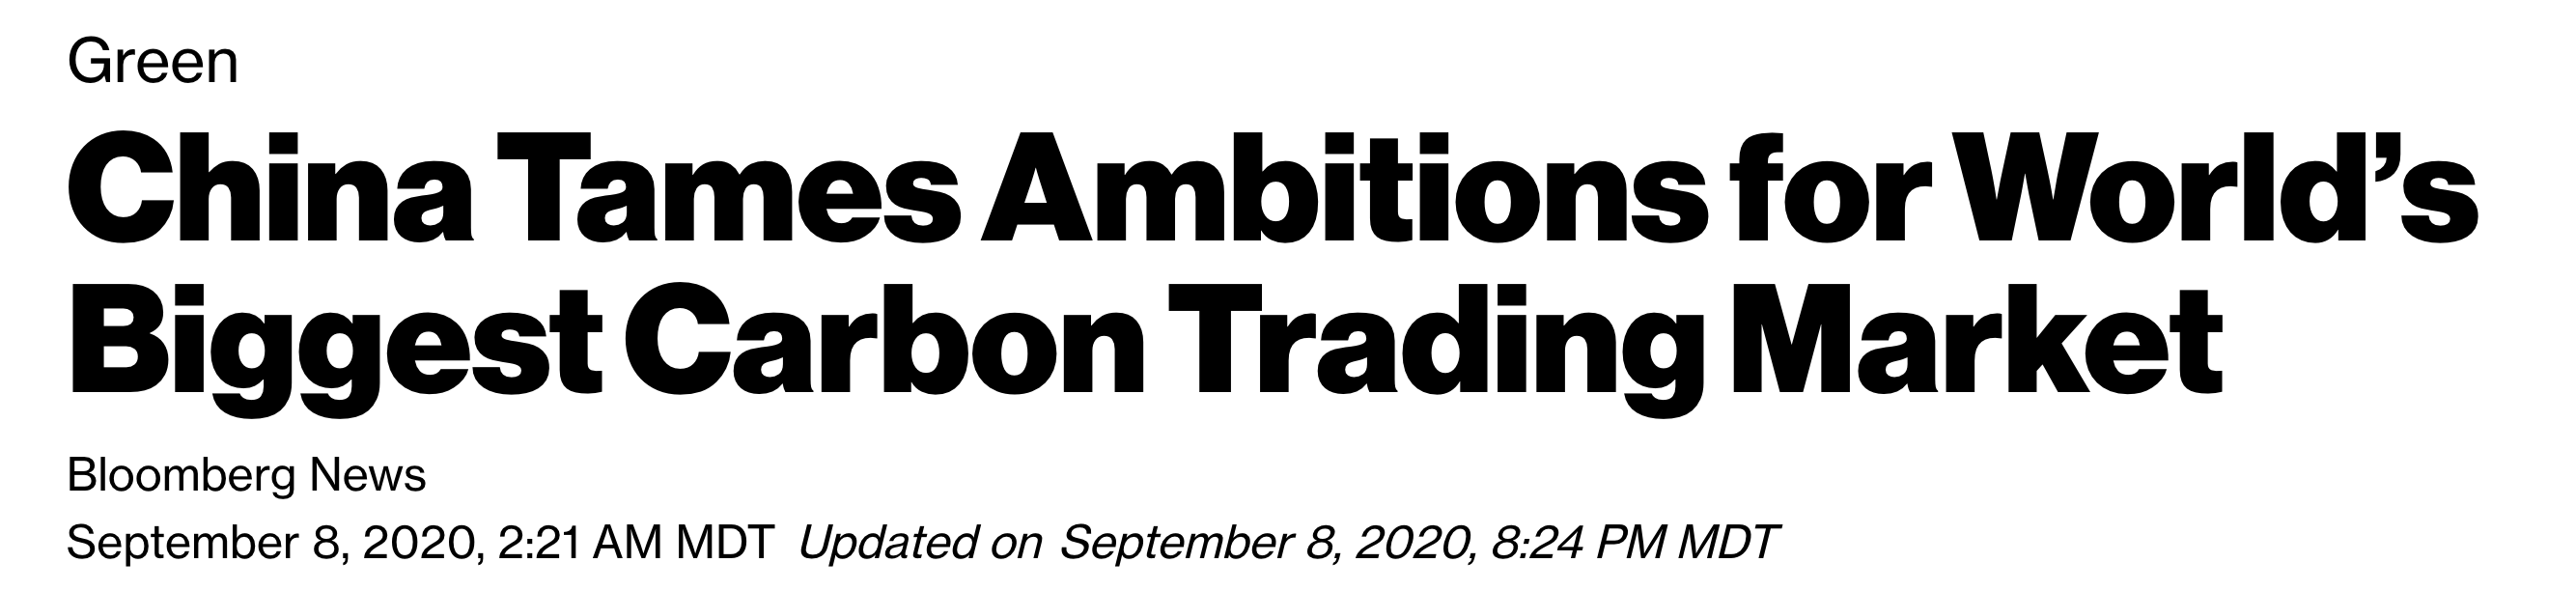 Green
China Tames Ambitions for World’s
Biggest Carbon Trading Market
Bloomberg News
September 8, 2020, 2:21 AM MDT Updated on September 8, 2020, 8:24 PM MDT